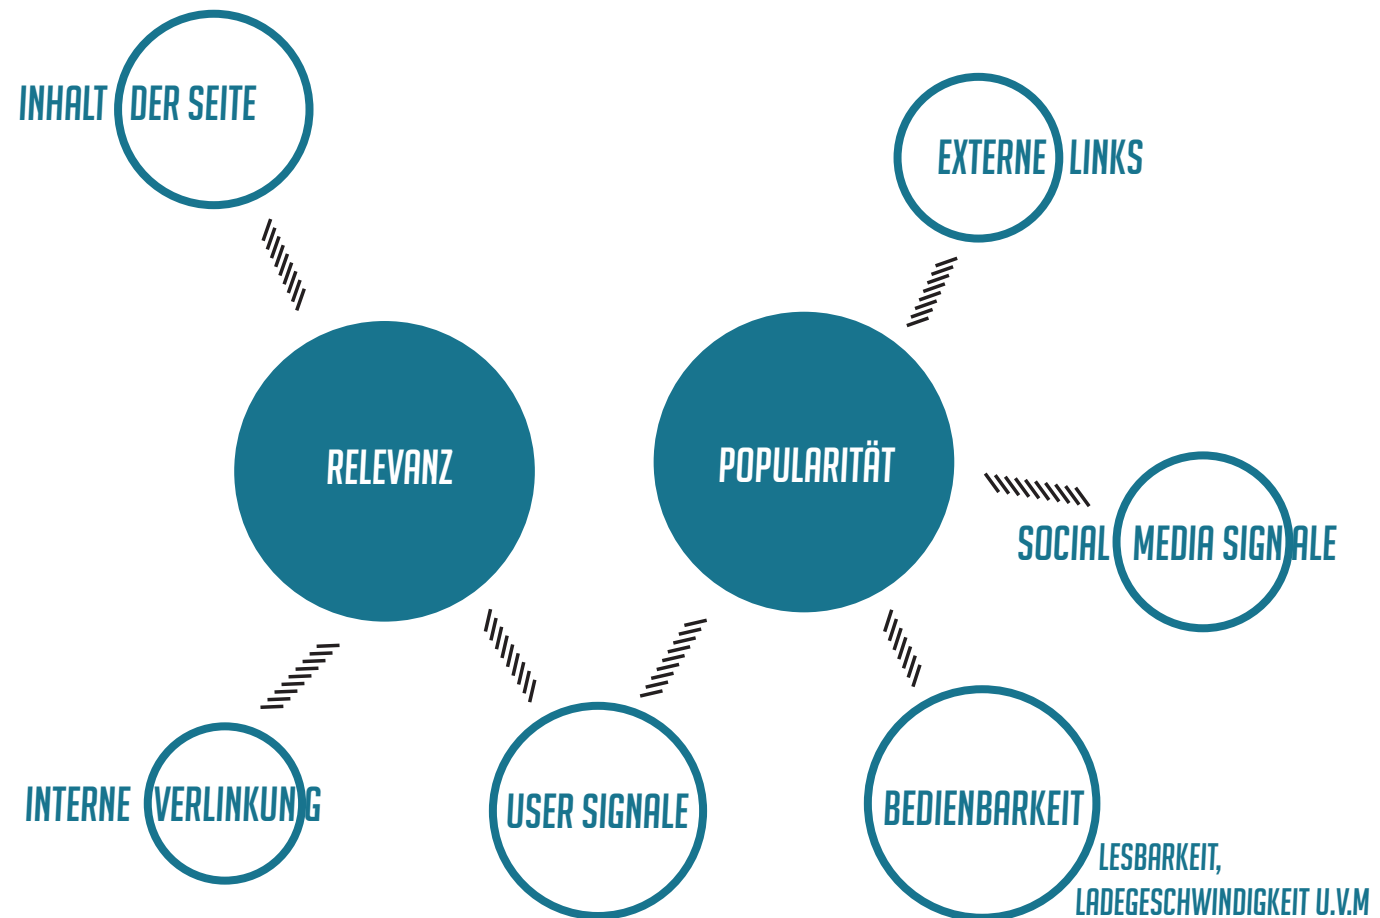 INHALT DER SEITE
EXTERNE LINKS
RELEVANZ
POPULARITÄT
SOCIAL MEDIA SIGNALE
INTERNE VERLINKUNG
USER SIGNALE
BEDIENBARKEIT
LESBARKEIT,
LADEGESCHWINDIGKEIT U.V.M